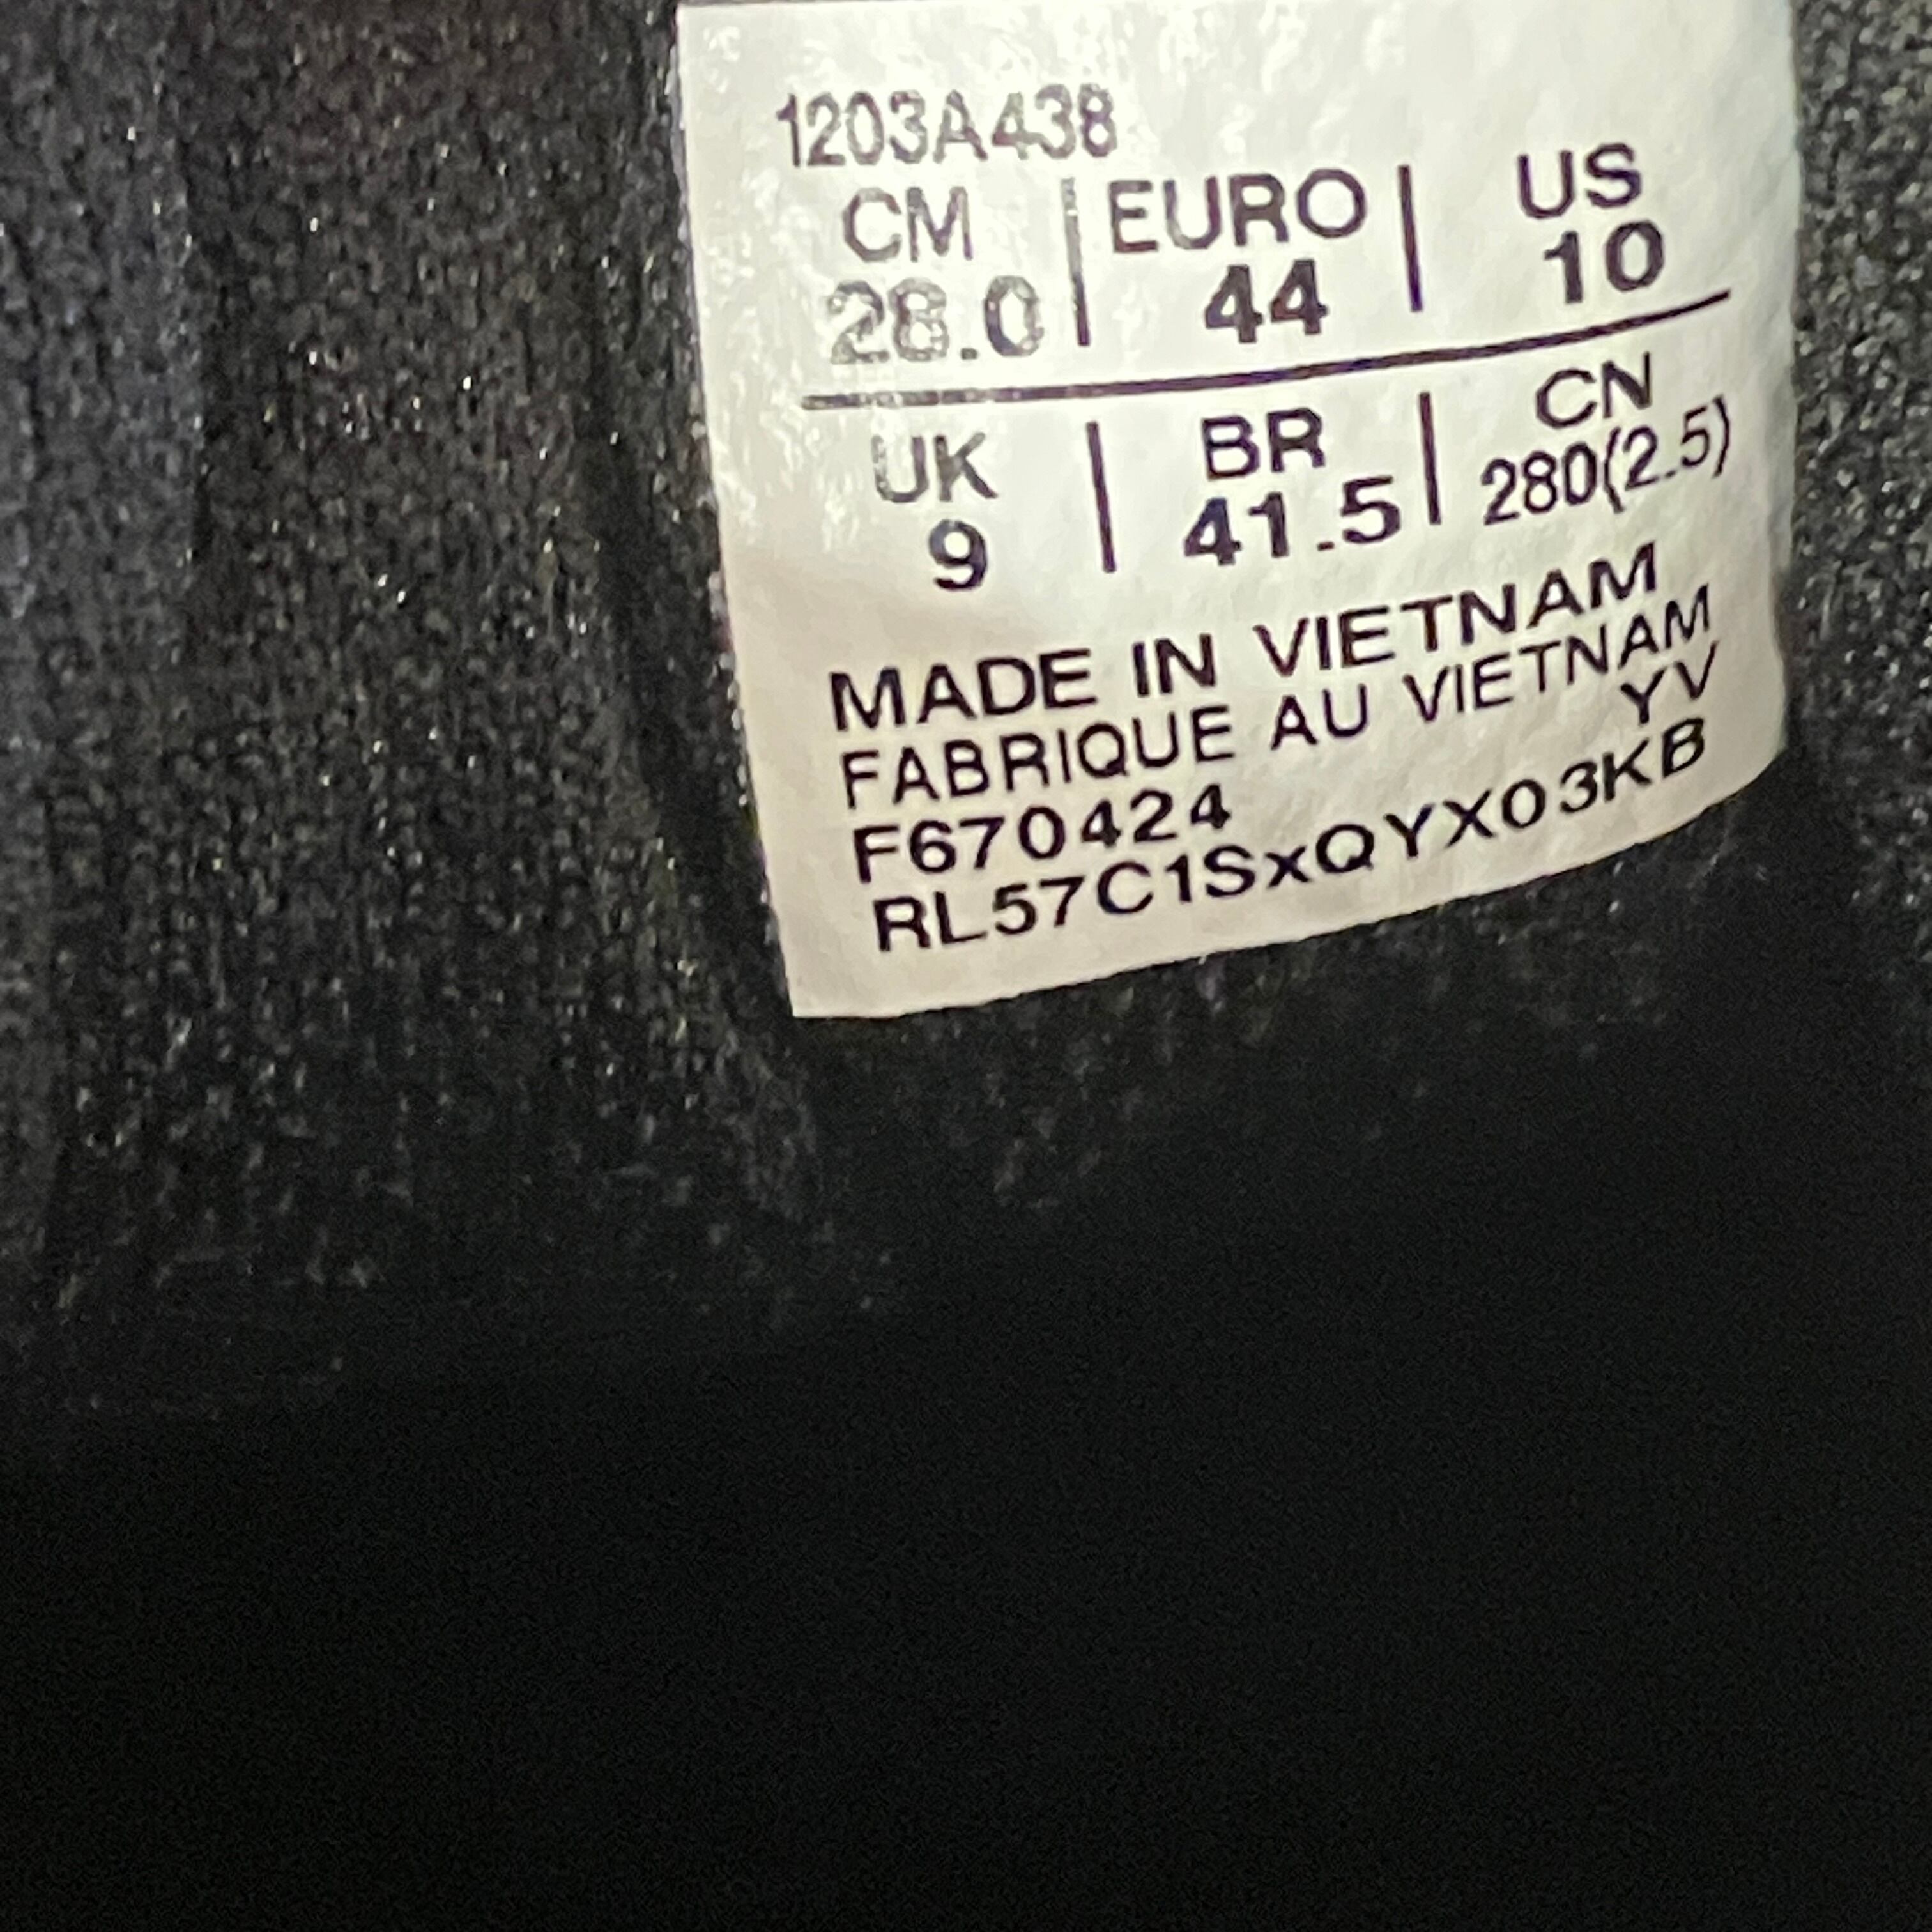 1203A438
CM | EURO | US
28.0 | 44 | 10
UK | BR | CN
9 | 41.5 | 280(2.5)
MADE IN VIETNAM
FABRIQUE AU VIETNAM
YV
F670424
RL57C1SxQYX03KB